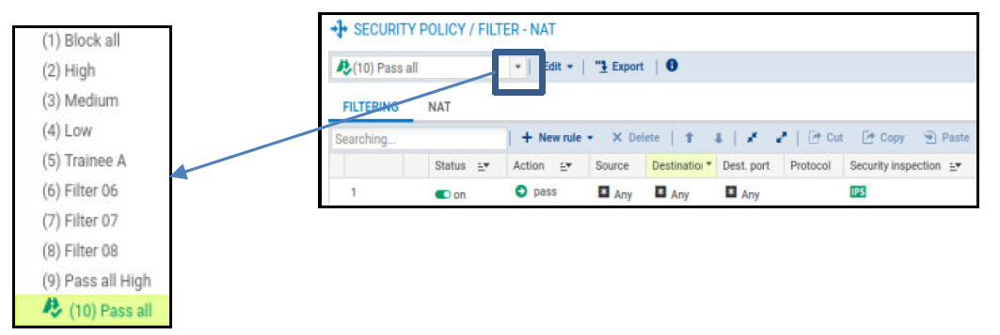 (1) Block all
(2) High
(3) Medium
(4) Low
(5) Trainee A
(6) Filter 06
(7) Filter 07
(8) Filter 08
(9) Pass all High
(10) Pass all
SECURITY POLICY / FILTER - NAT
(10) Pass all Edit Export
FILTERING NAT
Searching... + New rule × Delete Cut Copy Paste
Status Action Source Destination Dest. port Protocol Security inspection
1 on pass Any Any Any IPS